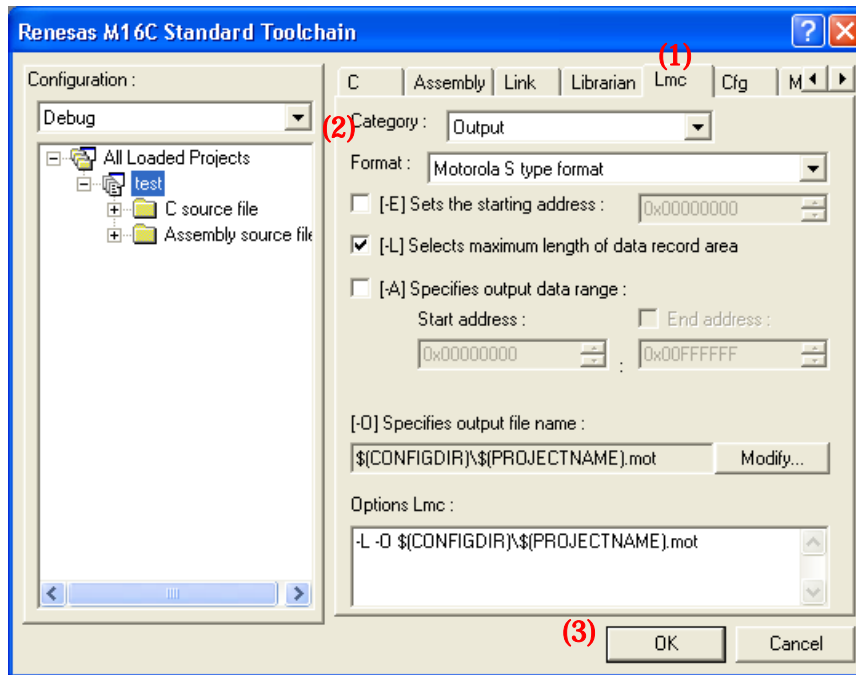 Renesas M16C Standard Toolchain
(1)
Configuration :
Debug
All Loaded Projects
test
C source file
Assembly source file
C Assembly Link Librarian Lmc Cfg M
(2)
Category : Output
Format : Motorola S type format
[-E] Sets the starting address : 0x00000000
[-L] Selects maximum length of data record area
[-A] Specifies output data range :
Start address : End address :
0x00000000 : 0x00FFFFFF
[-O] Specifies output file name :
$(CONFIGDIR)\$(PROJECTNAME).mot Modify...
Options Lmc :
-L -O $(CONFIGDIR)\$(PROJECTNAME).mot
(3)
OK Cancel